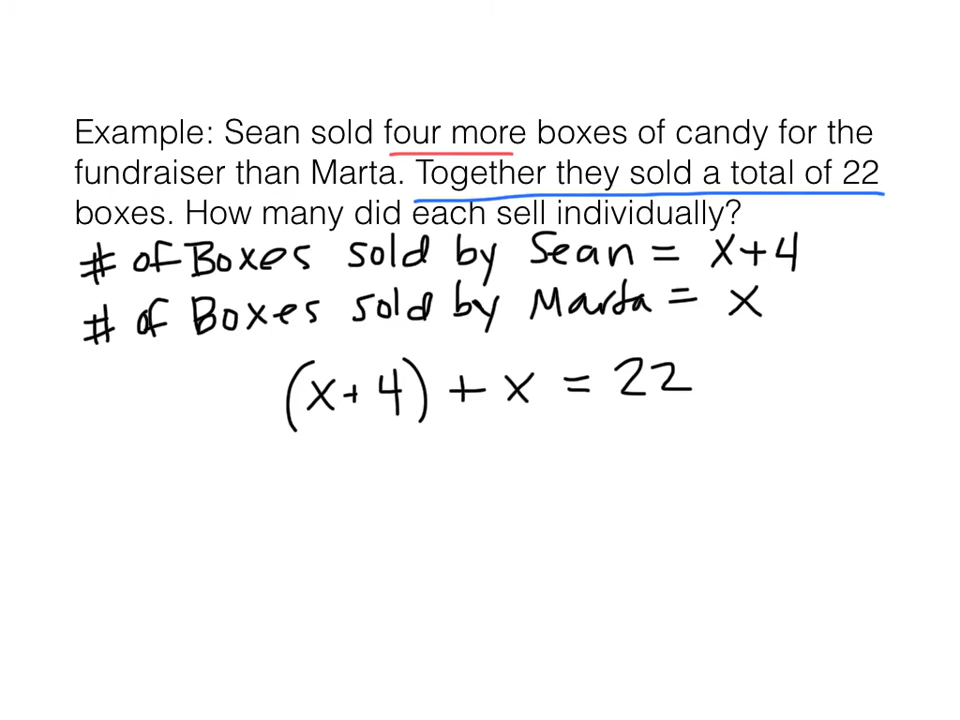 Example: Sean sold four more boxes of candy for the
fundraiser than Marta. Together they sold a total of 22
boxes. How many did each sell individually?
# of Boxes sold by Sean = x+4
# of Boxes sold by Marta = x
(x+4) + x = 22